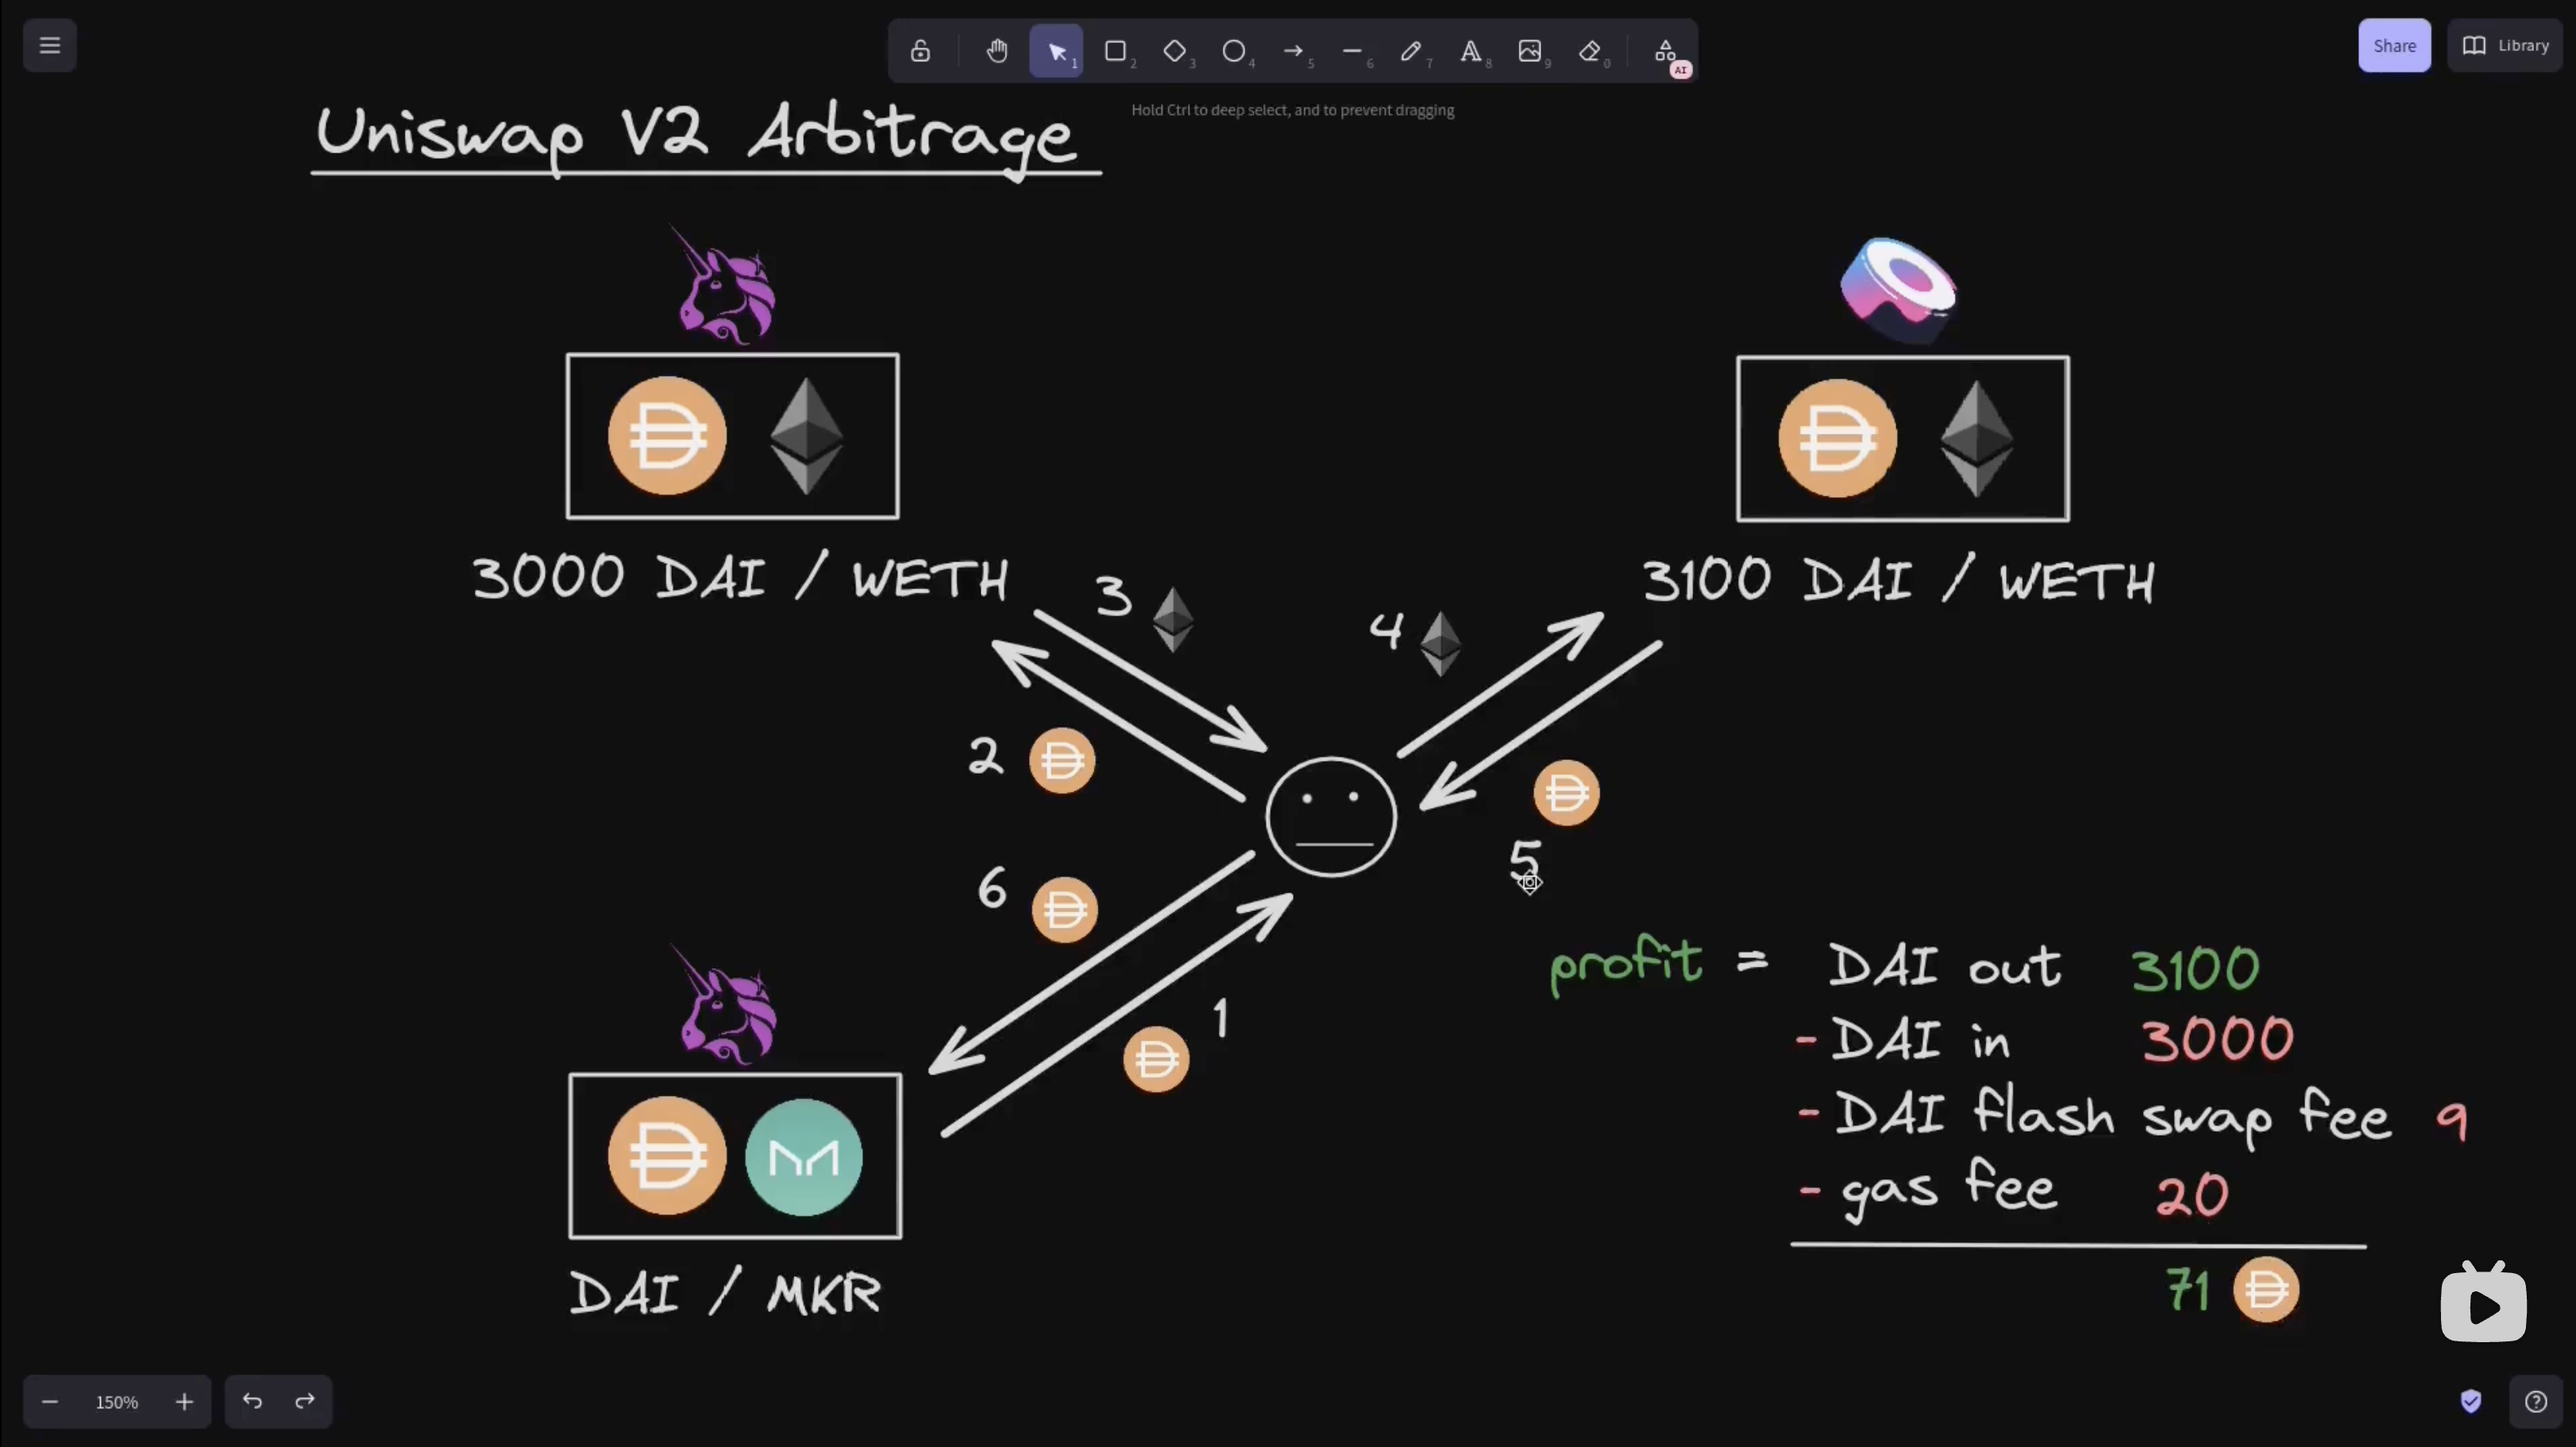 1
2
3
4
5
6
7
8
9
0
AI
Share
Library
Hold Ctrl to deep select, and to prevent dragging
Uniswap V2 Arbitrage
3000 DAI / WETH
3100 DAI / WETH
3
4
2
5
6
1
profit = DAI out 3100
- DAI in 3000
- DAI flash swap fee 9
- gas fee 20
71
DAI / MKR
150%